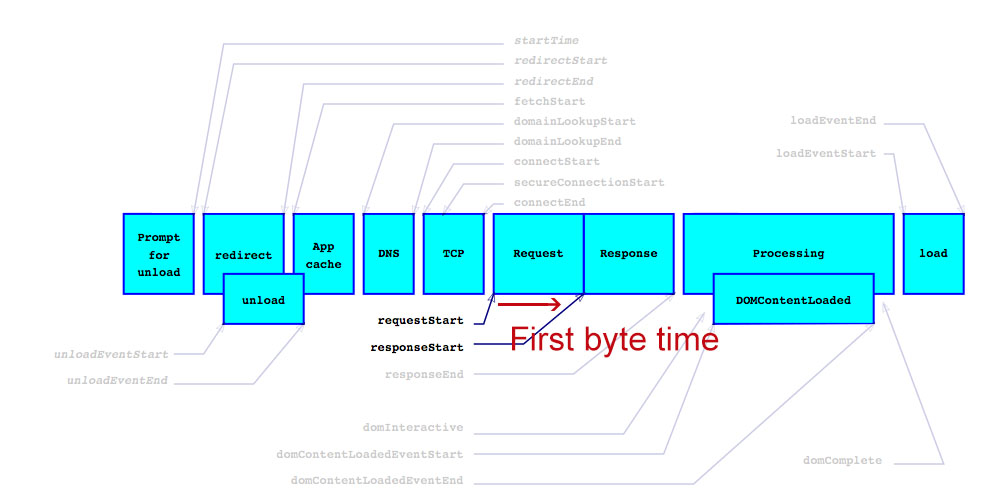 startTime
redirectStart
redirectEnd
fetchStart
domainLookupStart
domainLookupEnd
connectStart
secureConnectionStart
connectEnd
loadEventEnd
loadEventStart
Prompt
for
unload
redirect
unload
App
cache
DNS
TCP
Request
Response
Processing
DOMContentLoaded
load
requestStart
First byte time
responseStart
unloadEventStart
unloadEventEnd
responseEnd
domInteractive
domContentLoadedEventStart
domContentLoadedEventEnd
domComplete